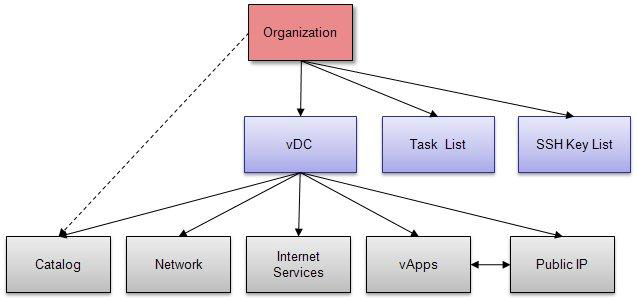 Organization
vDC
Task List
SSH Key List
Catalog
Network
Internet
Services
vApps
Public IP